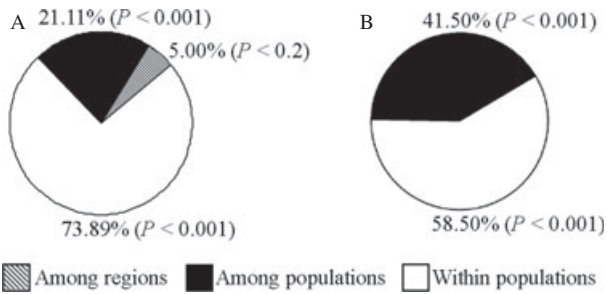 A
21.11% (P < 0.001)
5.00% (P < 0.2)
73.89% (P < 0.001)
B
41.50% (P < 0.001)
58.50% (P < 0.001)
Among regions
Among populations
Within populations